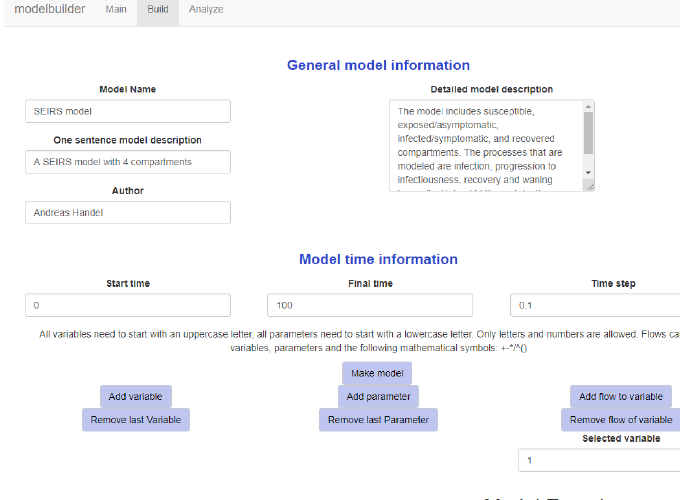 modelbuilder Main Build Analyze
General model information
Model Name Detailed model description
SEIRS model
The model includes susceptible,
exposed/asymptomatic,
infected/symptomatic, and recovered
compartments. The processes that are
modeled are infection, progression to
infectiousness, recovery and waning
One sentence model description
A SEIRS model with 4 compartments
Author
Andreas Handel
Model time information
Start time Final time Time step
0 100 0.1
All variables need to start with an uppercase letter, all parameters need to start with a lowercase letter. Only letters and numbers are allowed. Flows
variables, parameters and the following mathematical symbols: +-*/^()
Make model
Add variable Add parameter Add flow to variable
Remove last Variable Remove last Parameter Remove flow of variable
Selected variable
1